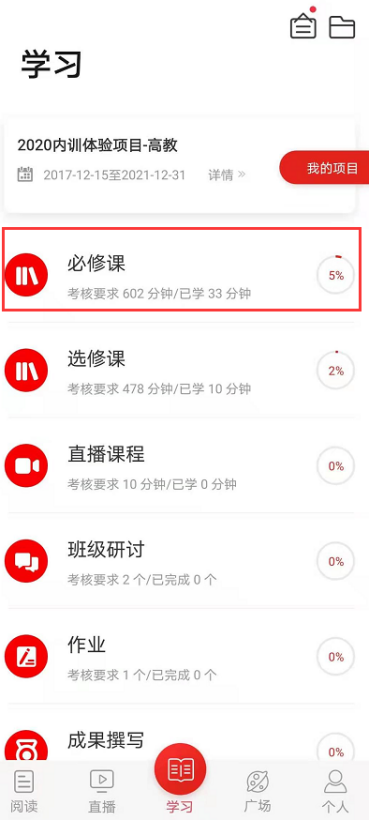 学习
2020内训体验项目-高教
2017-12-15至2021-12-31 详情 »
我的项目
必修课
考核要求 602 分钟/已学 33 分钟
5%
选修课
考核要求 478 分钟/已学 10 分钟
2%
直播课程
考核要求 10 分钟/已学 0 分钟
0%
班级研讨
考核要求 2 个/已完成 0 个
0%
作业
考核要求 1 个/已完成 0 个
0%
成果撰写
0%
阅读
直播
学习
广场
个人